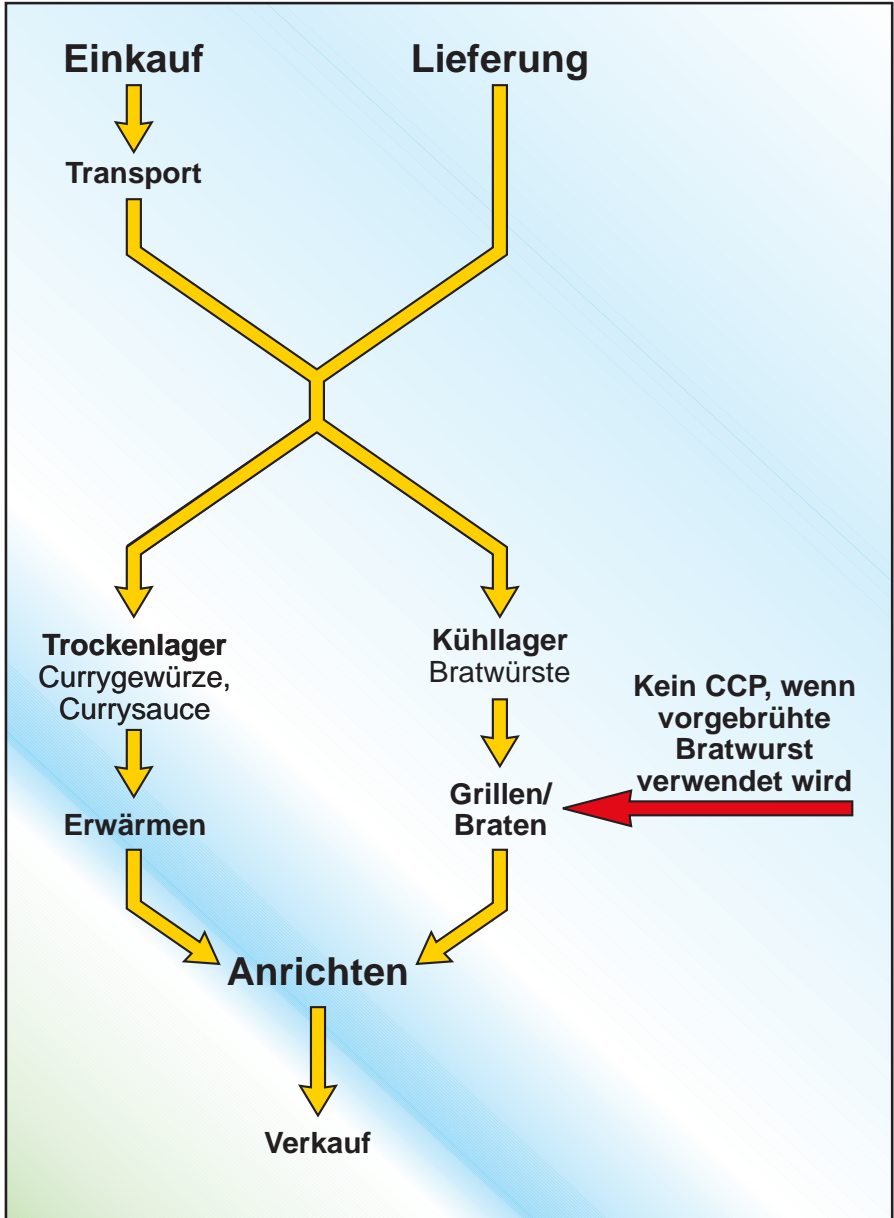 Einkauf
Lieferung
Transport
Trockenlager
Currygewürze,
Currysauce
Kühllager
Bratwürste
Kein CCP, wenn
vorgebrühte
Bratwurst
verwendet wird
Erwärmen
Grillen/
Braten
Anrichten
Verkauf